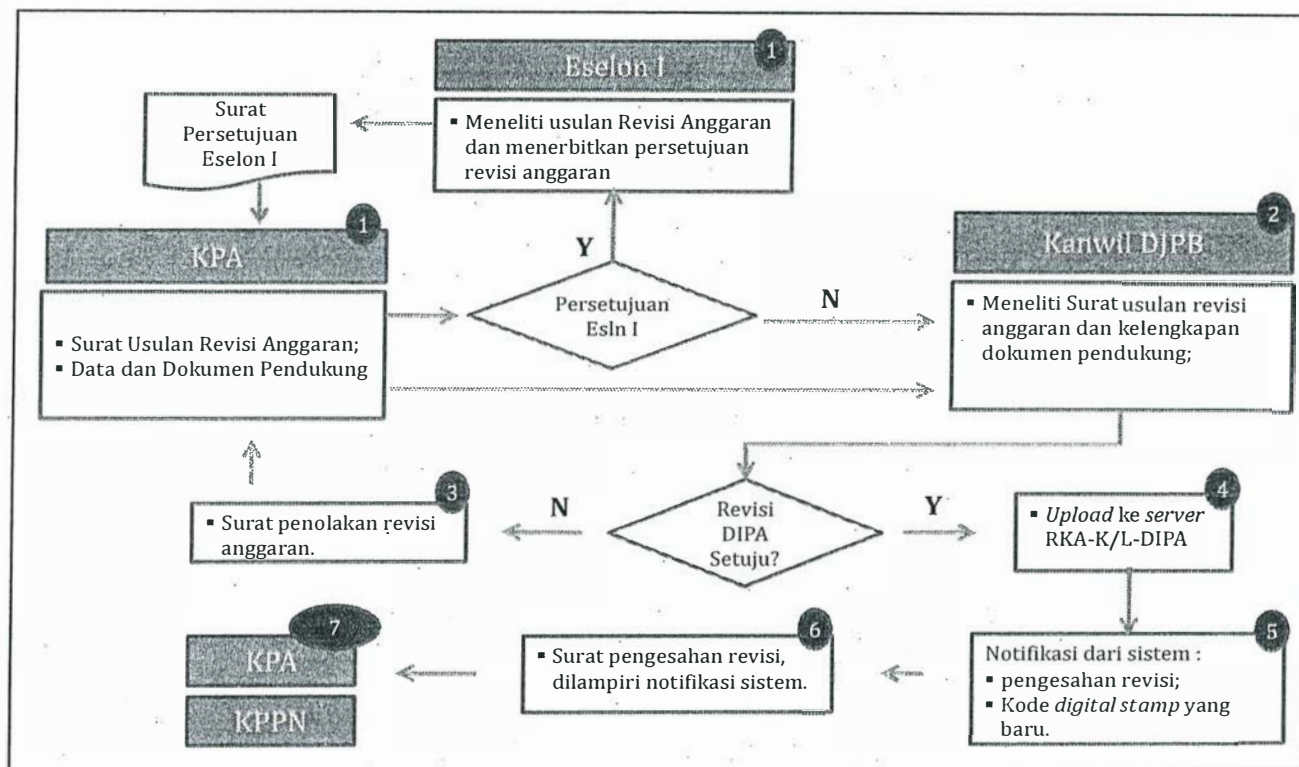 1
Eselon I
▪ Meneliti usulan Revisi Anggaran
dan menerbitkan persetujuan
revisi anggaran
Surat
Persetujuan
Eselon I
1
KPA
▪ Surat Usulan Revisi Anggaran;
▪ Data dan Dokumen Pendukung
Y
Persetujuan
Esln I
N
2
Kanwil DJPB
▪ Meneliti Surat usulan revisi
anggaran dan kelengkapan
dokumen pendukung;
3
▪ Surat penolakan revisi
anggaran.
N
Revisi
DIPA
Setuju?
Y
4
▪ Upload ke server
RKA-K/L-DIPA
5
Notifikasi dari sistem :
▪ pengesahan revisi;
▪ Kode digital stamp yang
baru.
6
▪ Surat pengesahan revisi,
dilampiri notifikasi sistem.
7
KPA
KPPN